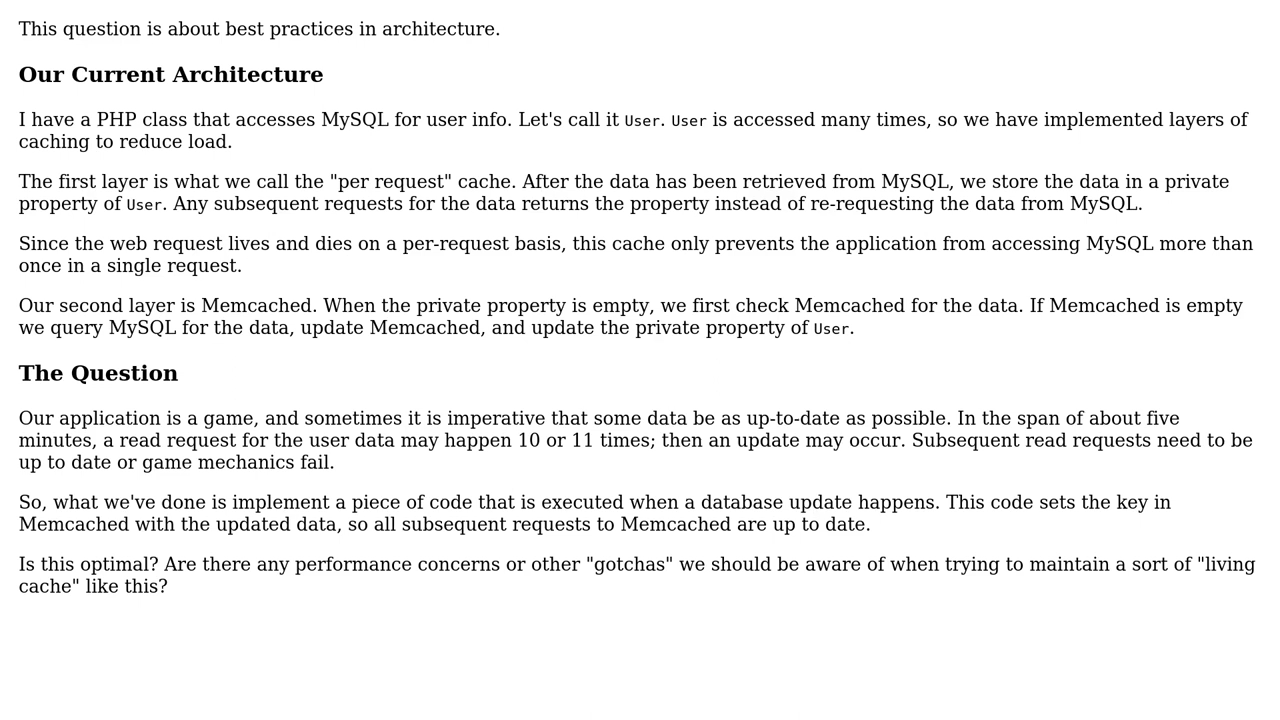 This question is about best practices in architecture.
Our Current Architecture
I have a PHP class that accesses MySQL for user info. Let's call it User. User is accessed many times, so we have implemented layers of
caching to reduce load.
The first layer is what we call the "per request" cache. After the data has been retrieved from MySQL, we store the data in a private
property of User. Any subsequent requests for the data returns the property instead of re-requesting the data from MySQL.
Since the web request lives and dies on a per-request basis, this cache only prevents the application from accessing MySQL more than
once in a single request.
Our second layer is Memcached. When the private property is empty, we first check Memcached for the data. If Memcached is empty
we query MySQL for the data, update Memcached, and update the private property of User.
The Question
Our application is a game, and sometimes it is imperative that some data be as up-to-date as possible. In the span of about five
minutes, a read request for the user data may happen 10 or 11 times; then an update may occur. Subsequent read requests need to be
up to date or game mechanics fail.
So, what we've done is implement a piece of code that is executed when a database update happens. This code sets the key in
Memcached with the updated data, so all subsequent requests to Memcached are up to date.
Is this optimal? Are there any performance concerns or other "gotchas" we should be aware of when trying to maintain a sort of "living
cache" like this?